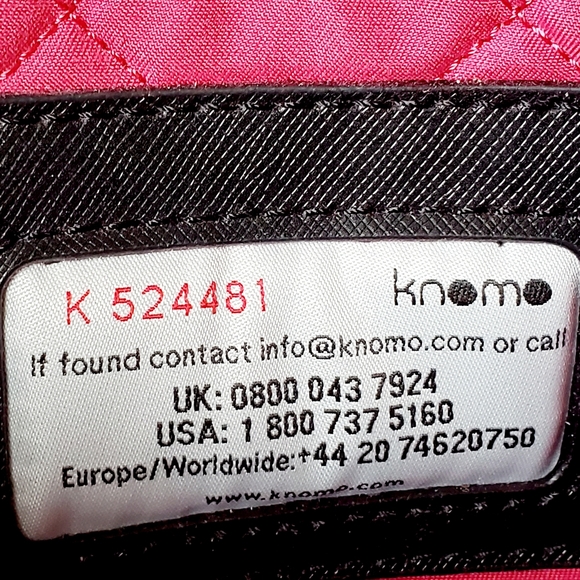 K 524481 knomo
If found contact info@knomo.com or call
UK: 0800 043 7924
USA: 1 800 737 5160
Europe/Worldwide:+44 20 74620750
www.knomo.com